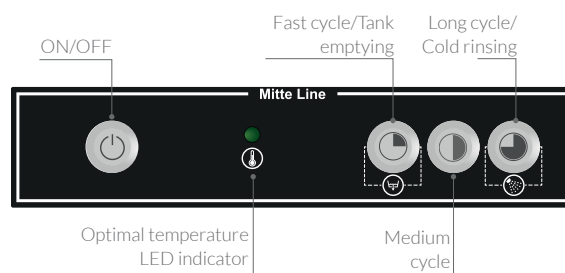 Fast cycle/Tank
emptying
Long cycle/
Cold rinsing
ON/OFF
Mitte Line
Optimal temperature
LED indicator
Medium
cycle